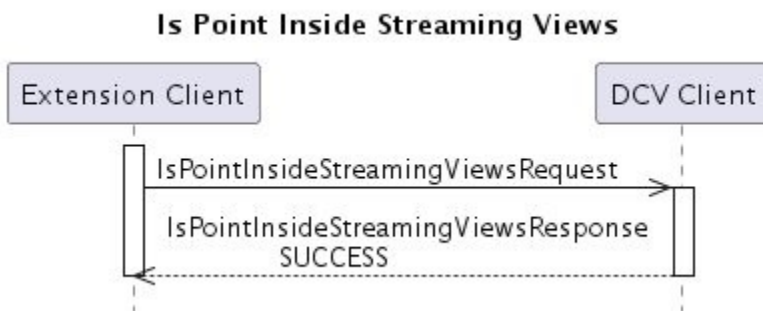 Is Point Inside Streaming Views
Extension Client
DCV Client
IsPointInsideStreamingViewsRequest
IsPointInsideStreamingViewsResponse
SUCCESS